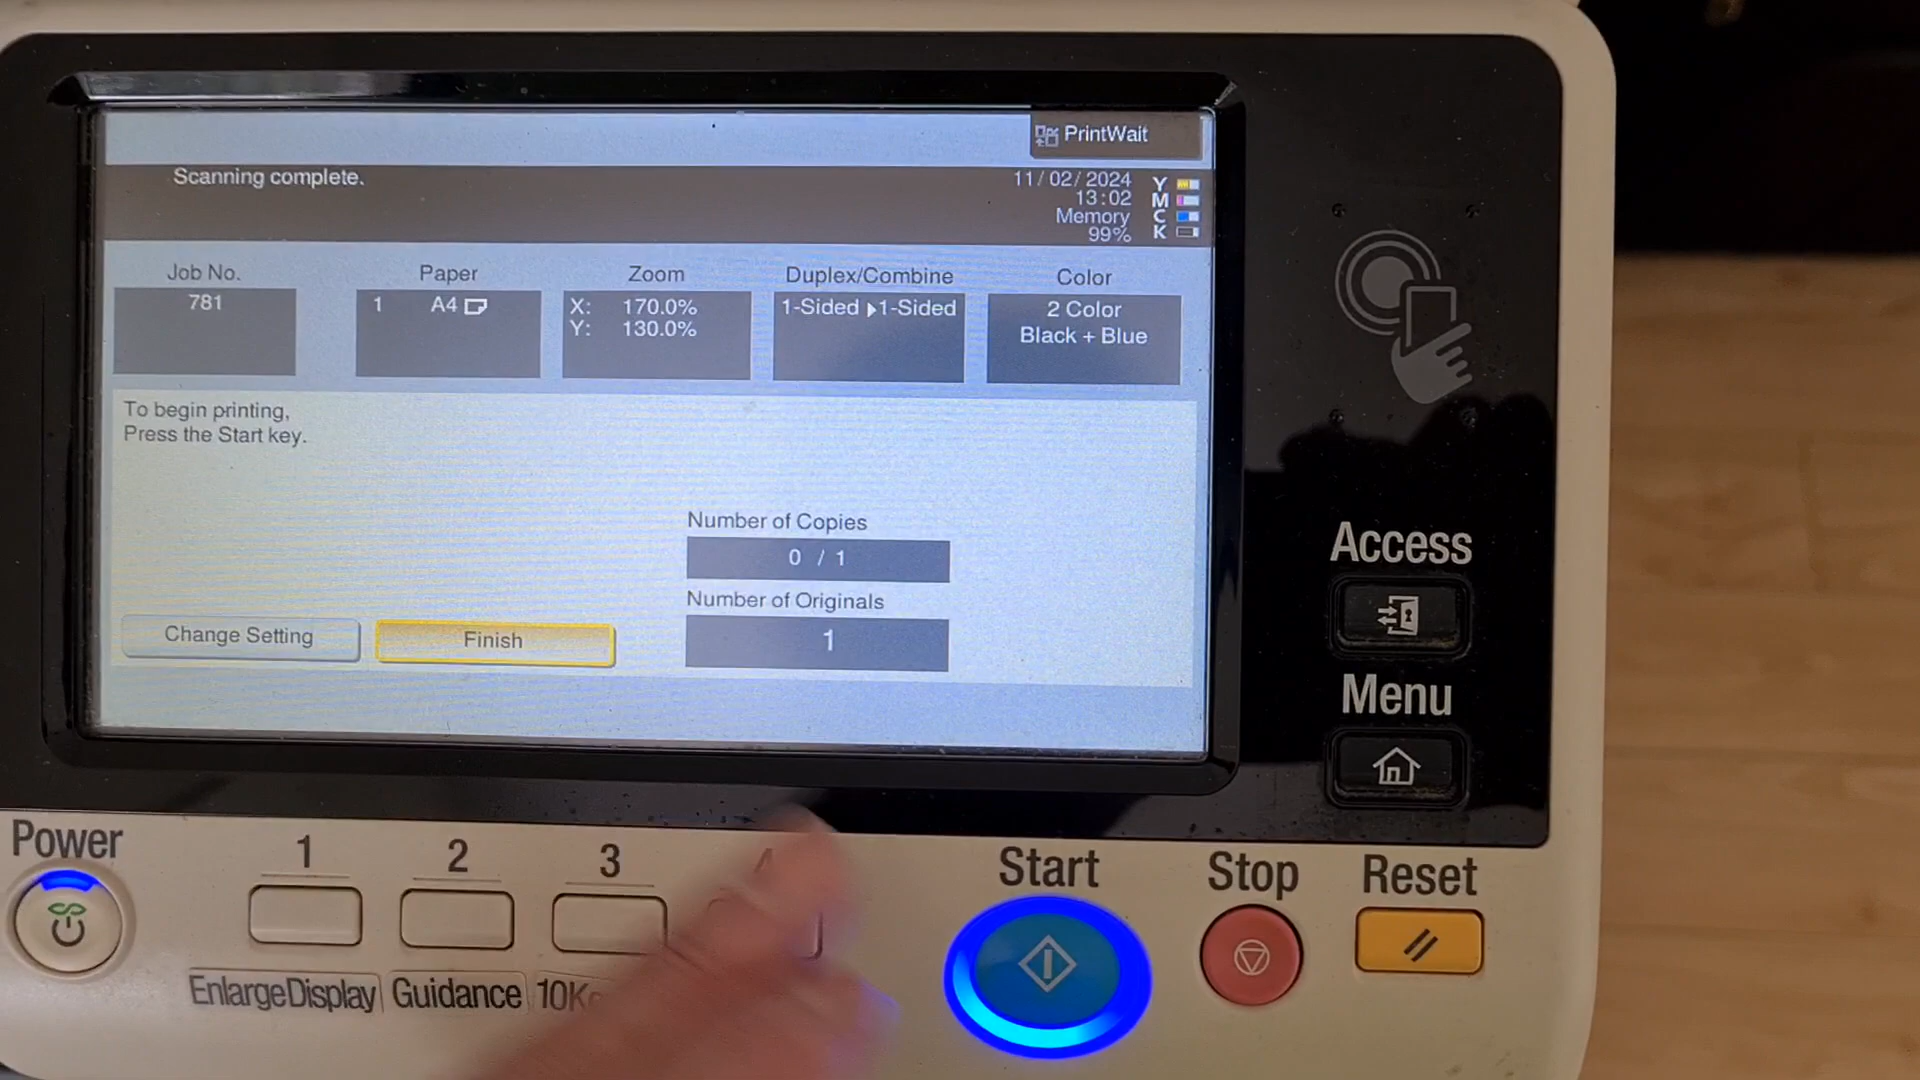 PrintWait
Scanning complete.
11/02/2024
13:02
Memory
99%
Y
M
C
K
Job No.
781
Paper
1 A4
Zoom
X: 170.0%
Y: 130.0%
Duplex/Combine
1-Sided 1-Sided
Color
2 Color
Black + Blue
To begin printing,
Press the Start key.
Number of Copies
0 / 1
Number of Originals
1
Change Setting
Finish
Access
Menu
Power
1
2
3
Start
Stop
Reset
EnlargeDisplay
Guidance